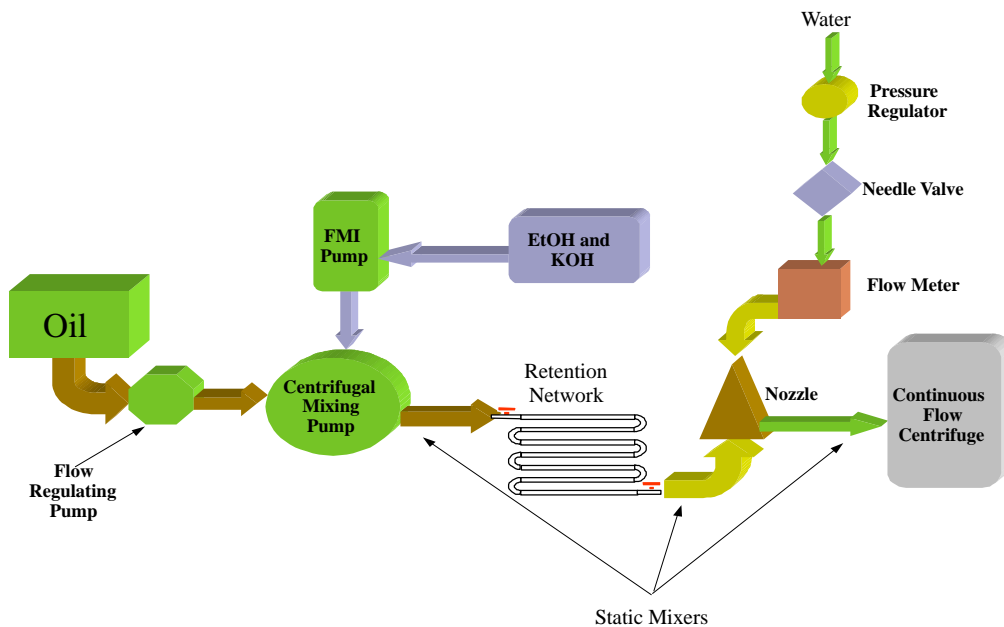 Water
Pressure
Regulator
Needle Valve
FMI
Pump
EtOH and
KOH
Flow Meter
Oil
Centrifugal
Mixing
Pump
Retention
Network
Nozzle
Continuous
Flow
Centrifuge
Flow
Regulating
Pump
Static Mixers